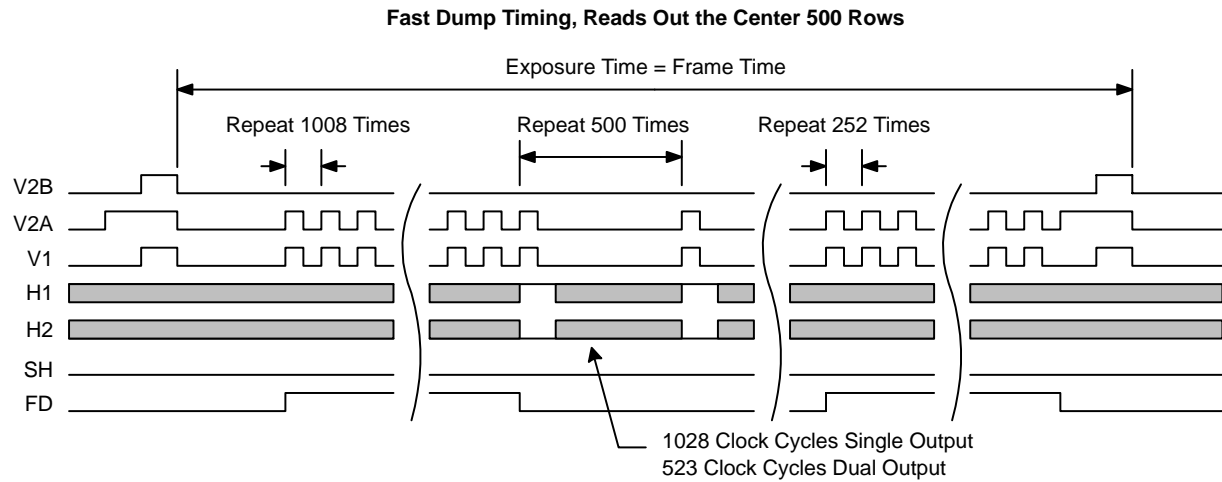 Fast Dump Timing, Reads Out the Center 500 Rows
Exposure Time = Frame Time
Repeat 1008 Times
Repeat 500 Times
Repeat 252 Times
V2B
V2A
V1
H1
H2
SH
FD
1028 Clock Cycles Single Output
523 Clock Cycles Dual Output